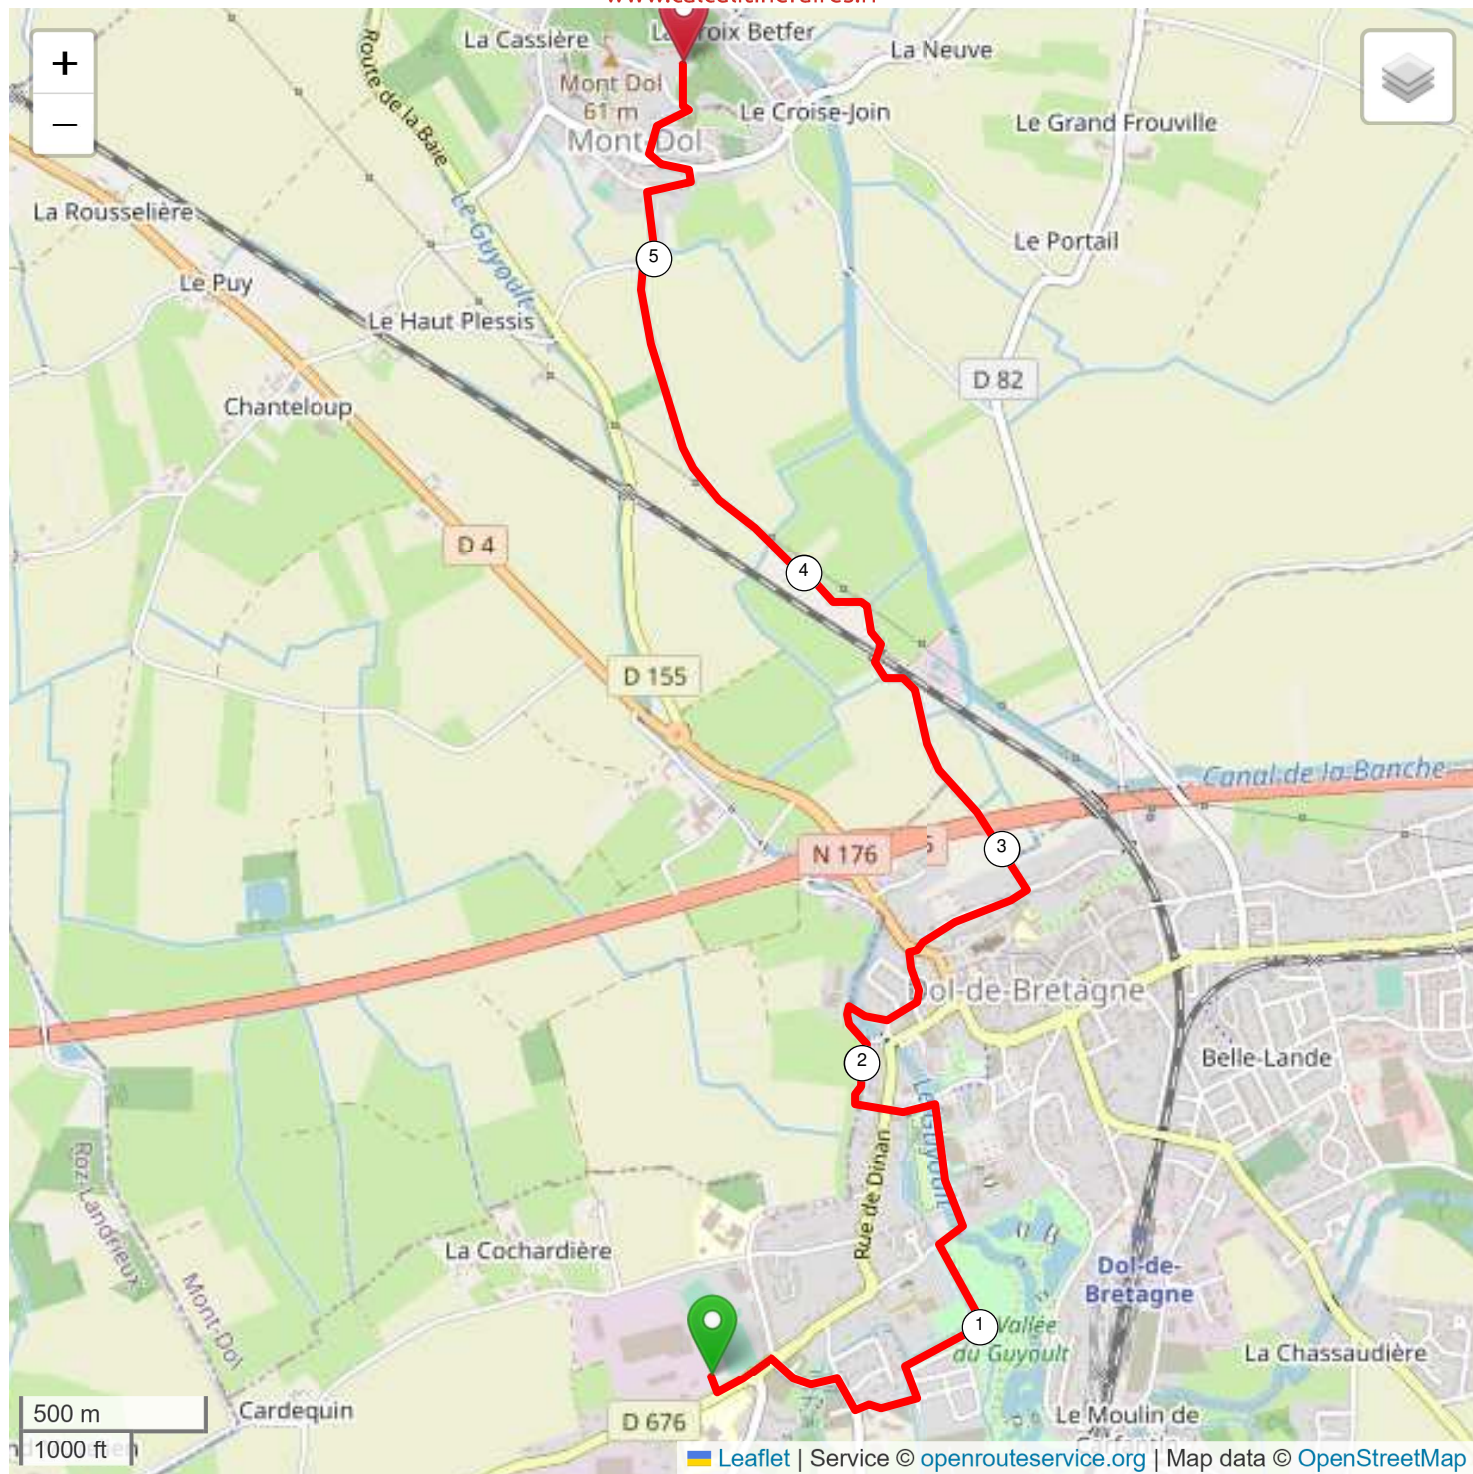 www.calculitineraires.fr
La Cassière
La Croix Betfer
La Neuve
+
−
Route de la Baie
Mont Dol
61 m
Le Croise-Join
Le Grand Frouville
Mont-Dol
La Rousselière
Le Guyoult
Le Portail
5
Le Puy
Le Haut Plessis
D 82
Chanteloup
D 4
4
D 155
Canal de la Banche
3
N 176
Dol-de-Bretagne
2
Belle-Lande
Le Guyoult
Rue de Dinan
Roz-Landrieux
Mont-Dol
La Cochardière
Dol-de-
Bretagne
1
Vallée
du Guyoult
La Chassaudière
500 m
Cardequin
D 676
Le Moulin de
Carfantin
1000 ft
Leaflet | Service © openrouteservice.org | Map data © OpenStreetMap